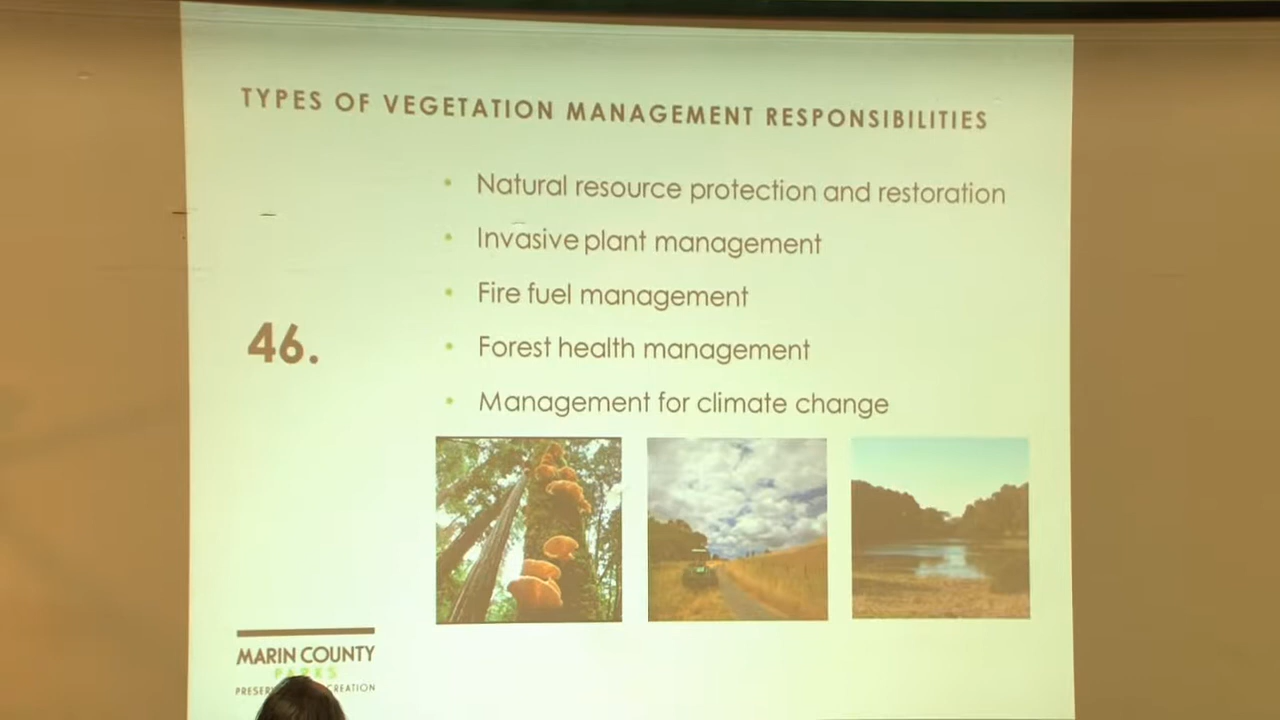 TYPES OF VEGETATION MANAGEMENT RESPONSIBILITIES
• Natural resource protection and restoration
• Invasive plant management
• Fire fuel management
46.
• Forest health management
• Management for climate change
MARIN COUNTY
PARKS